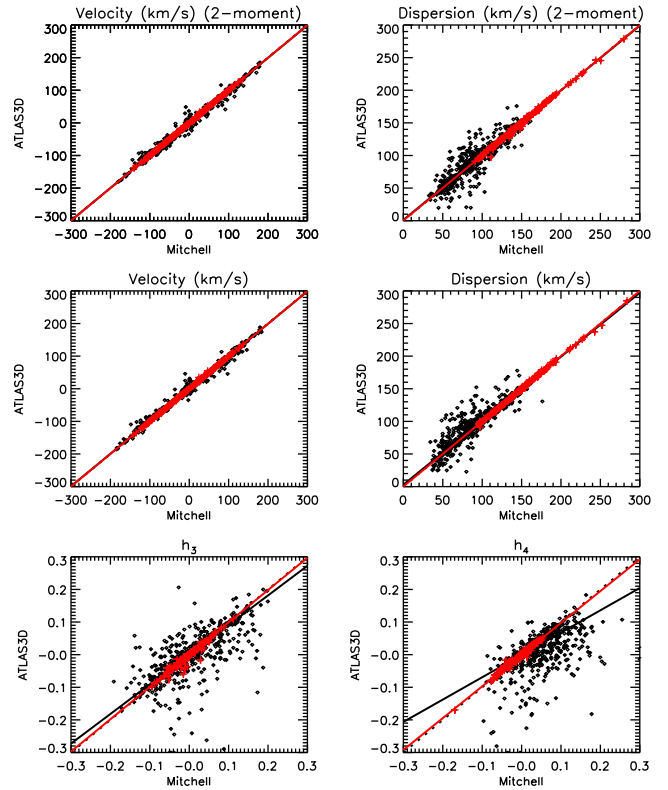 Velocity (km/s) (2-moment)
300
200
100
0
-100
-200
-300
ATLAS3D
-300 -200 -100 0 100 200 300
Mitchell
Dispersion (km/s) (2-moment)
300
250
200
150
100
50
0
ATLAS3D
0 50 100 150 200 250 300
Mitchell
Velocity (km/s)
300
200
100
0
-100
-200
-300
ATLAS3D
-300 -200 -100 0 100 200 300
Mitchell
Dispersion (km/s)
300
250
200
150
100
50
0
ATLAS3D
0 50 100 150 200 250 300
Mitchell
h3
0.3
0.2
0.1
-0.0
-0.1
-0.2
-0.3
ATLAS3D
-0.3 -0.2 -0.1 -0.0 0.1 0.2 0.3
Mitchell
h4
0.3
0.2
0.1
-0.0
-0.1
-0.2
-0.3
ATLAS3D
-0.3 -0.2 -0.1 -0.0 0.1 0.2 0.3
Mitchell